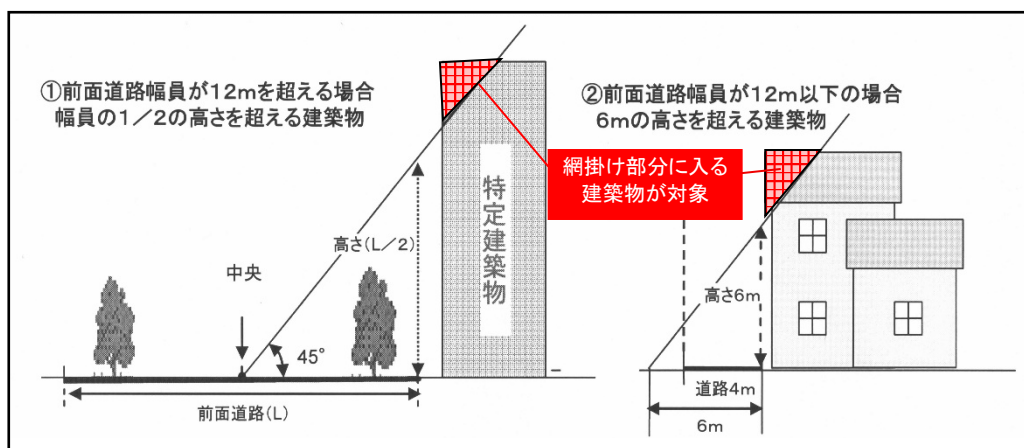 ①前面道路幅員が12mを超える場合
幅員の1／2の高さを超える建築物
②前面道路幅員が12m以下の場合
6mの高さを超える建築物
網掛け部分に入る
建築物が対象
特定建築物
高さ(L／2)
中央
45°
前面道路(L)
高さ6m
道路4m
6m